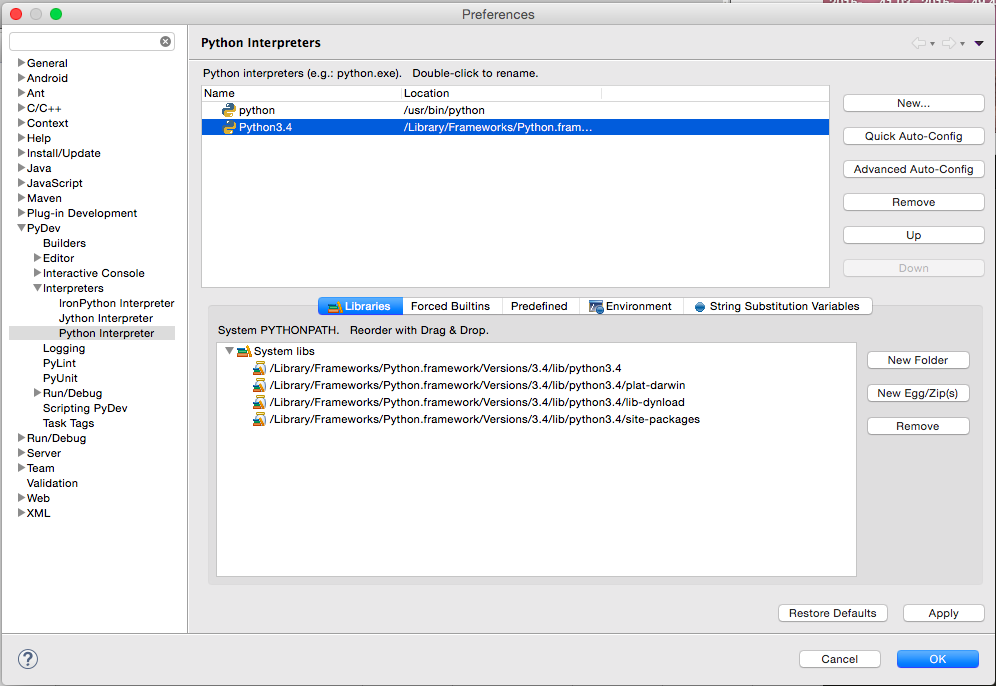 Preferences
Python Interpreters
General
Android
Ant
C/C++
Context
Help
Install/Update
Java
JavaScript
Maven
Plug-in Development
PyDev
Builders
Editor
Interactive Console
Interpreters
IronPython Interpreter
Jython Interpreter
Python Interpreter
Logging
PyLint
PyUnit
Run/Debug
Scripting PyDev
Task Tags
Run/Debug
Server
Team
Validation
Web
XML
Python interpreters (e.g.: python.exe). Double-click to rename.
Name Location
python /usr/bin/python
Python3.4 /Library/Frameworks/Python.fram...
New...
Quick Auto-Config
Advanced Auto-Config
Remove
Up
Down
Libraries Forced Builtins Predefined Environment String Substitution Variables
System PYTHONPATH. Reorder with Drag & Drop.
System libs
/Library/Frameworks/Python.framework/Versions/3.4/lib/python3.4
/Library/Frameworks/Python.framework/Versions/3.4/lib/python3.4/plat-darwin
/Library/Frameworks/Python.framework/Versions/3.4/lib/python3.4/lib-dynload
/Library/Frameworks/Python.framework/Versions/3.4/lib/python3.4/site-packages
New Folder
New Egg/Zip(s)
Remove
Restore Defaults Apply
? Cancel OK